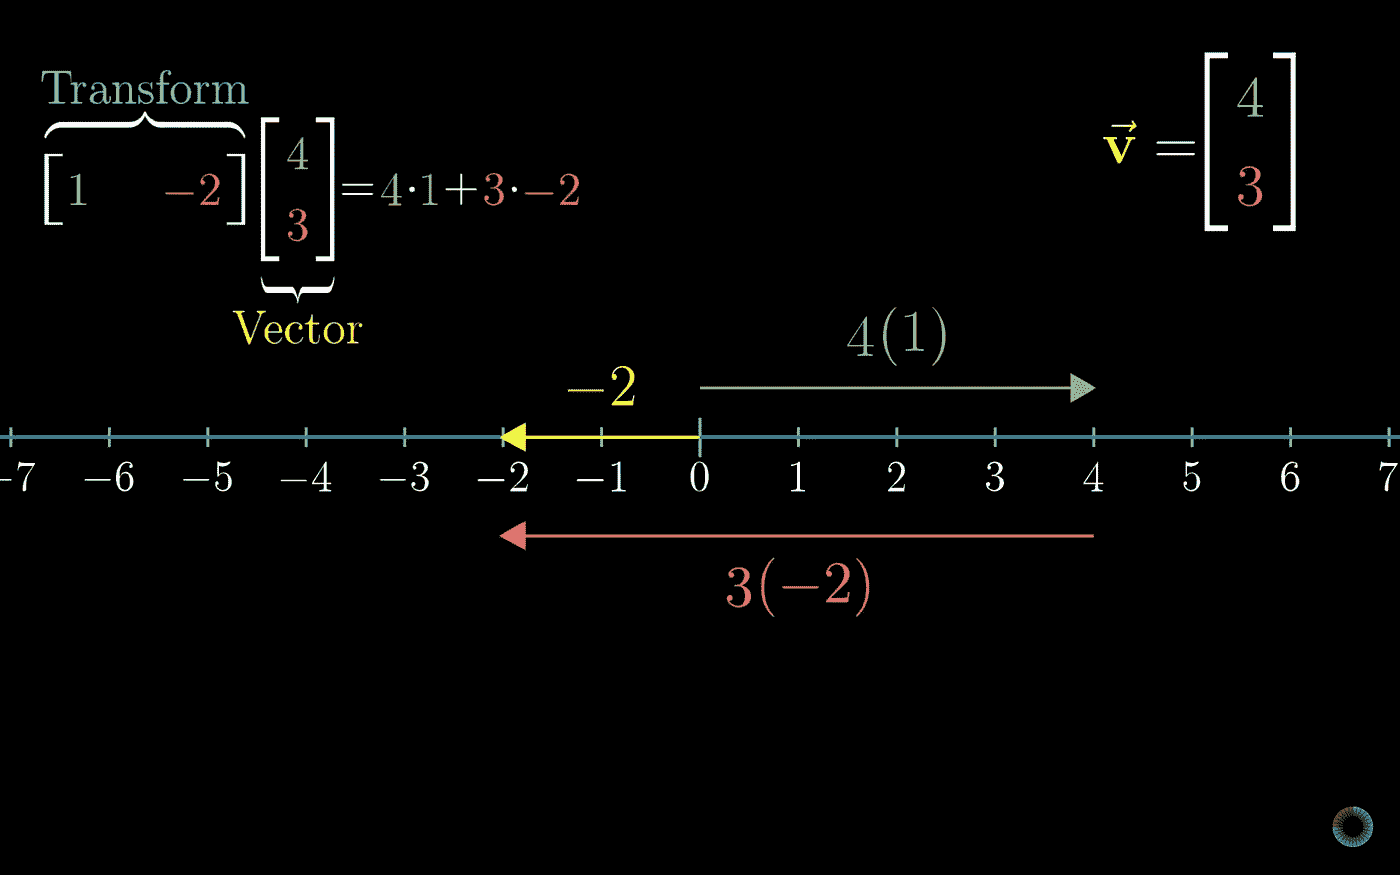 Transform
[1 −2] [4 3] = 4·1+3·−2
Vector
v⃗ = [4 3]
4(1)
−2
−7 −6 −5 −4 −3 −2 −1 0 1 2 3 4 5 6 7
3(−2)